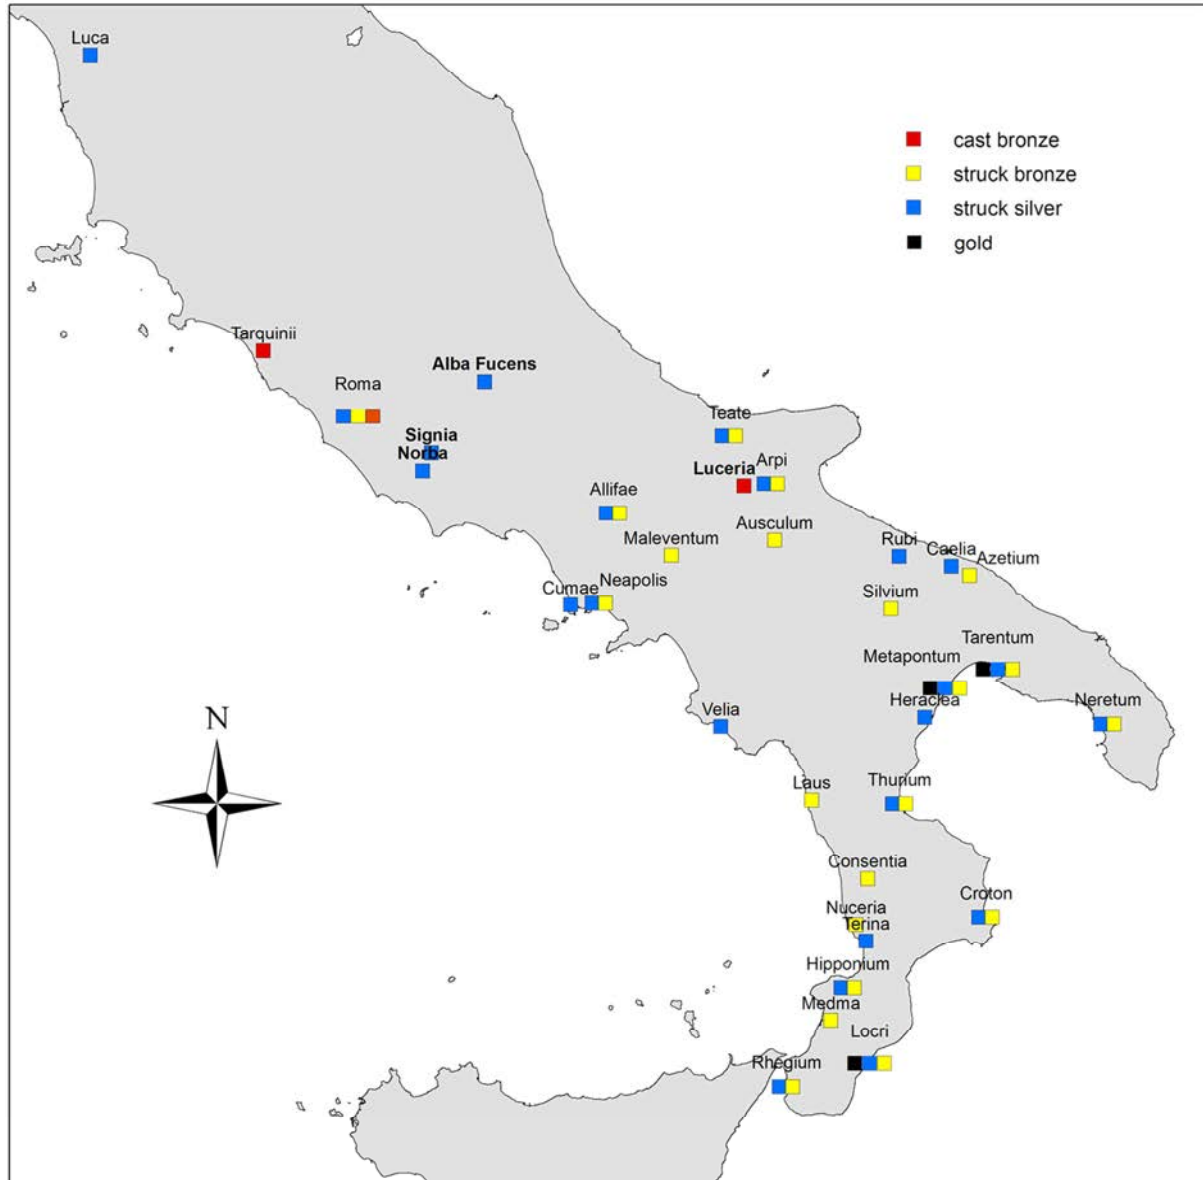 Luca
cast bronze
struck bronze
struck silver
gold
Tarquinii
Alba Fucens
Roma
Teate
Signia
Norba
Arpi
Luceria
Allifae
Ausculum
Maleventum
Rubi
Caelia
Azetium
Neapolis
Cumae
Silvium
Tarentum
Metapontum
Heraclea
Neretum
Velia
N
Laus
Thurium
Consentia
Croton
Nuceria
Terina
Hipponium
Medma
Locri
Rhegium